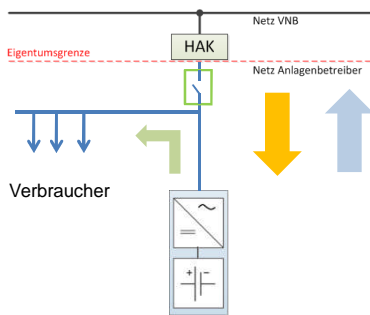 Netz VNB
HAK
Eigentumsgrenze
Netz Anlagenbetreiber
Verbraucher
+ -